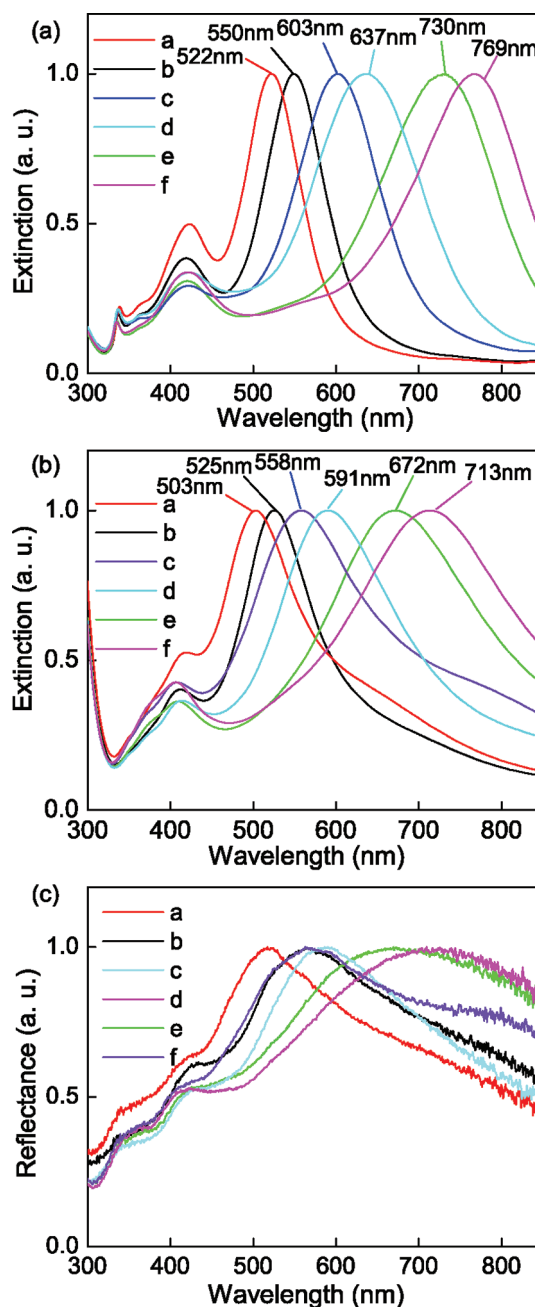 (a)
550nm 603nm 637nm 730nm
522nm 769nm
a
b
c
d
e
f
1.0
0.5
0.0
Extinction (a. u.)
300 400 500 600 700 800
Wavelength (nm)
(b)
525nm 558nm 591nm 672nm 713nm
503nm
a
b
c
d
e
f
1.0
0.5
0.0
Extinction (a. u.)
300 400 500 600 700 800
Wavelength (nm)
(c)
a
b
c
d
e
f
1.0
0.5
0.0
Reflectance (a. u.)
300 400 500 600 700 800
Wavelength (nm)